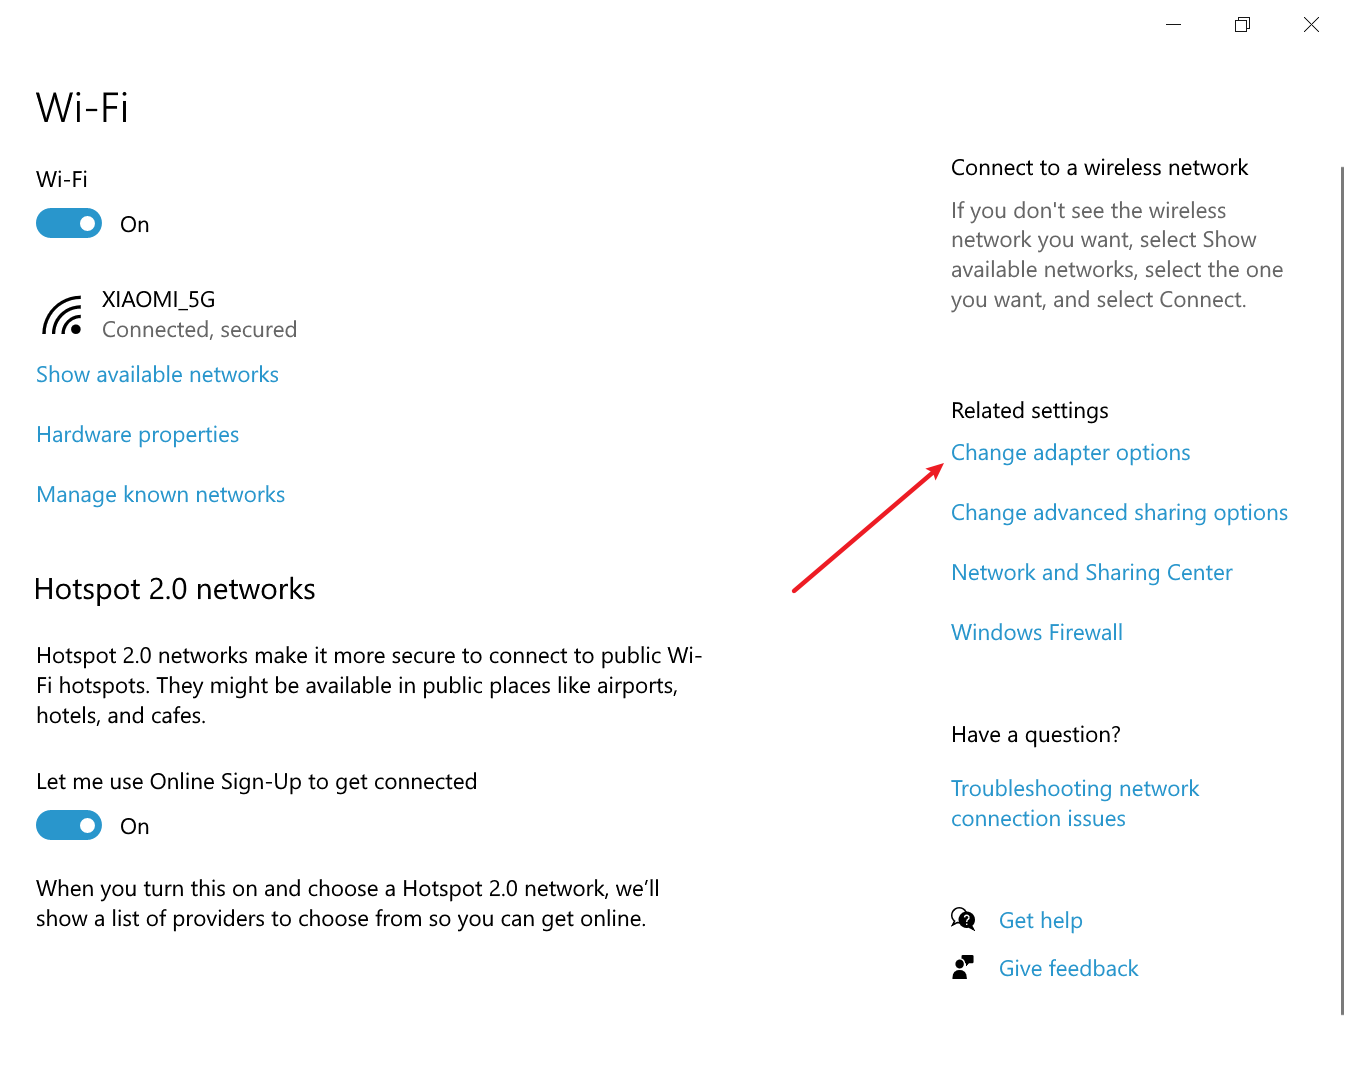 Wi-Fi
Wi-Fi
On
XIAOMI_5G
Connected, secured
Show available networks
Hardware properties
Manage known networks
Hotspot 2.0 networks
Hotspot 2.0 networks make it more secure to connect to public Wi-
Fi hotspots. They might be available in public places like airports,
hotels, and cafes.
Let me use Online Sign-Up to get connected
On
When you turn this on and choose a Hotspot 2.0 network, we’ll
show a list of providers to choose from so you can get online.
Connect to a wireless network
If you don't see the wireless
network you want, select Show
available networks, select the one
you want, and select Connect.
Related settings
Change adapter options
Change advanced sharing options
Network and Sharing Center
Windows Firewall
Have a question?
Troubleshooting network
connection issues
Get help
Give feedback